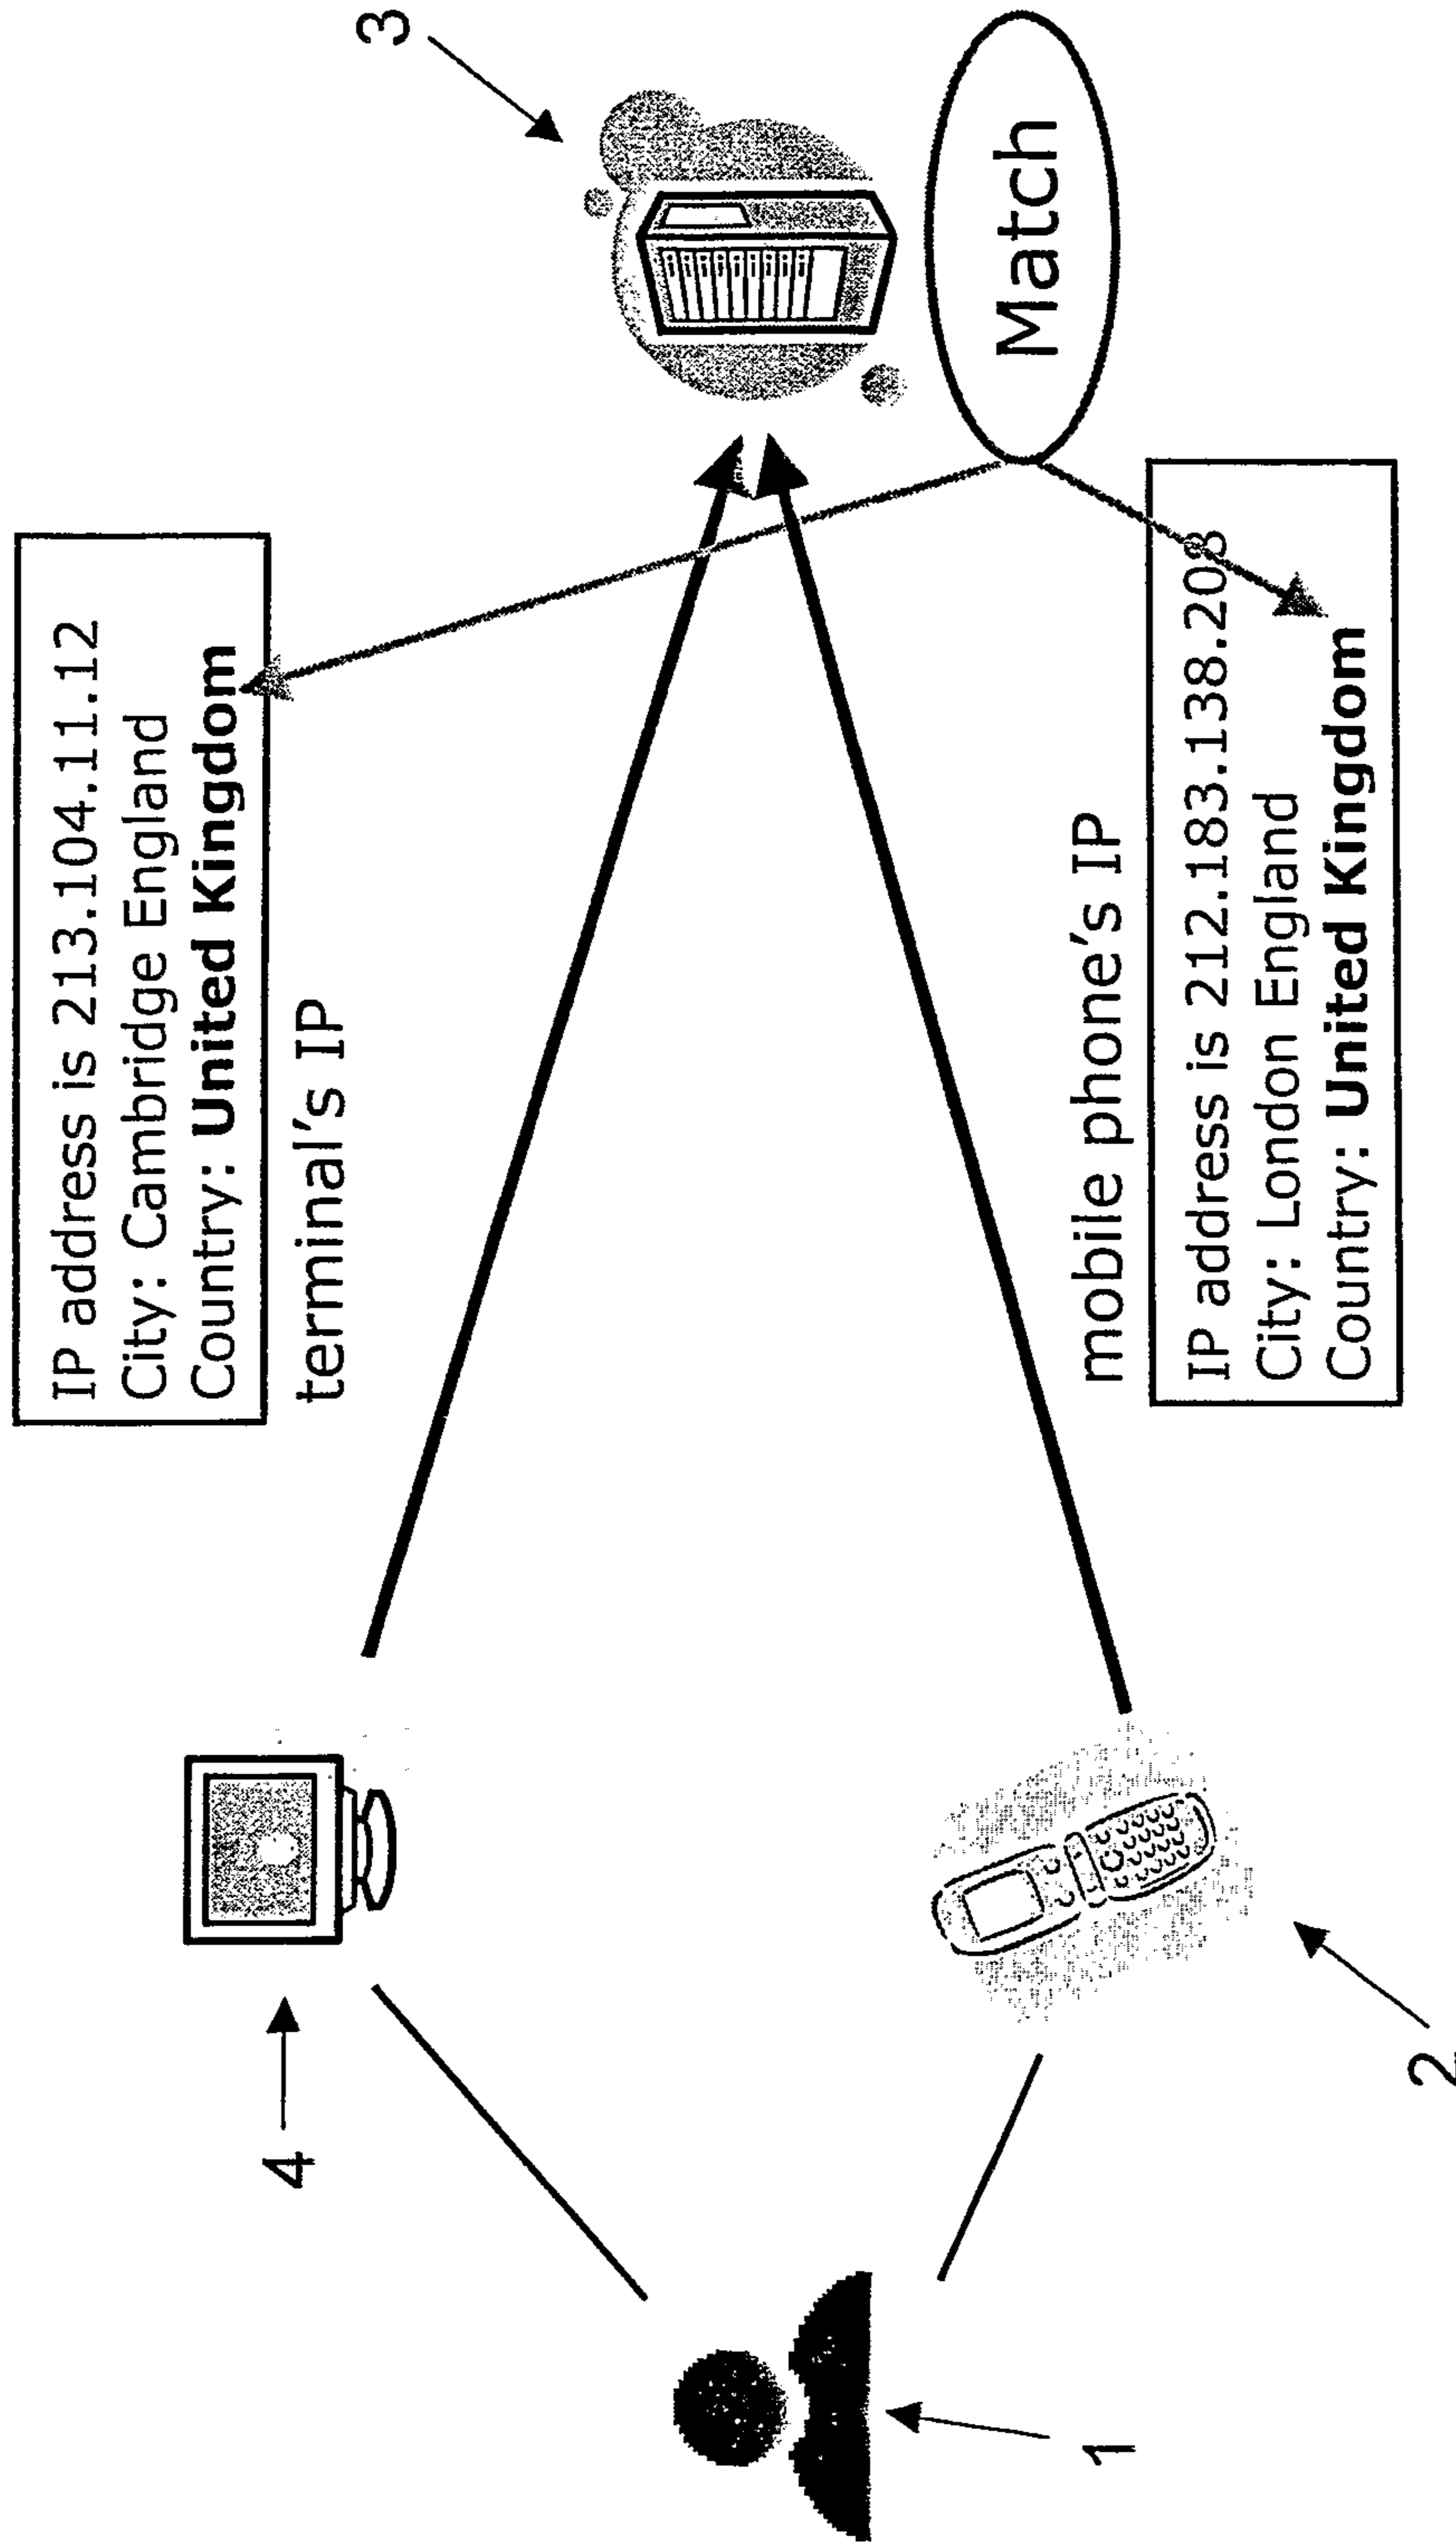 IP address is 213.104.11.12
City: Cambridge England
Country: United Kingdom
terminal's IP
4
3
1
2
mobile phone's IP
IP address is 212.183.138.208
City: London England
Country: United Kingdom
Match